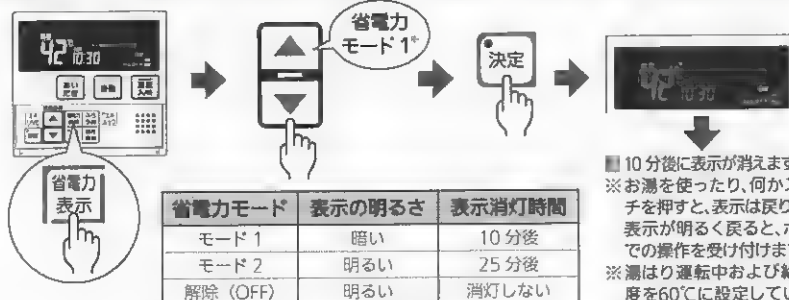 42℃ 10:30
省電力
モード1※
決定
省電力
表示
省電力モード 表示の明るさ 表示消灯時間
モード1 暗い 10分後
モード2 明るい 25分後
解除(OFF) 明るい 消灯しない
42 10:30
10分後に表示が消えます
※お湯を使ったり、何かス
チを押すと、表示は戻り
表示が明るく戻ると、ボ
での操作を受け付けます
※湯はり運転中および給
度を60℃に設定してい